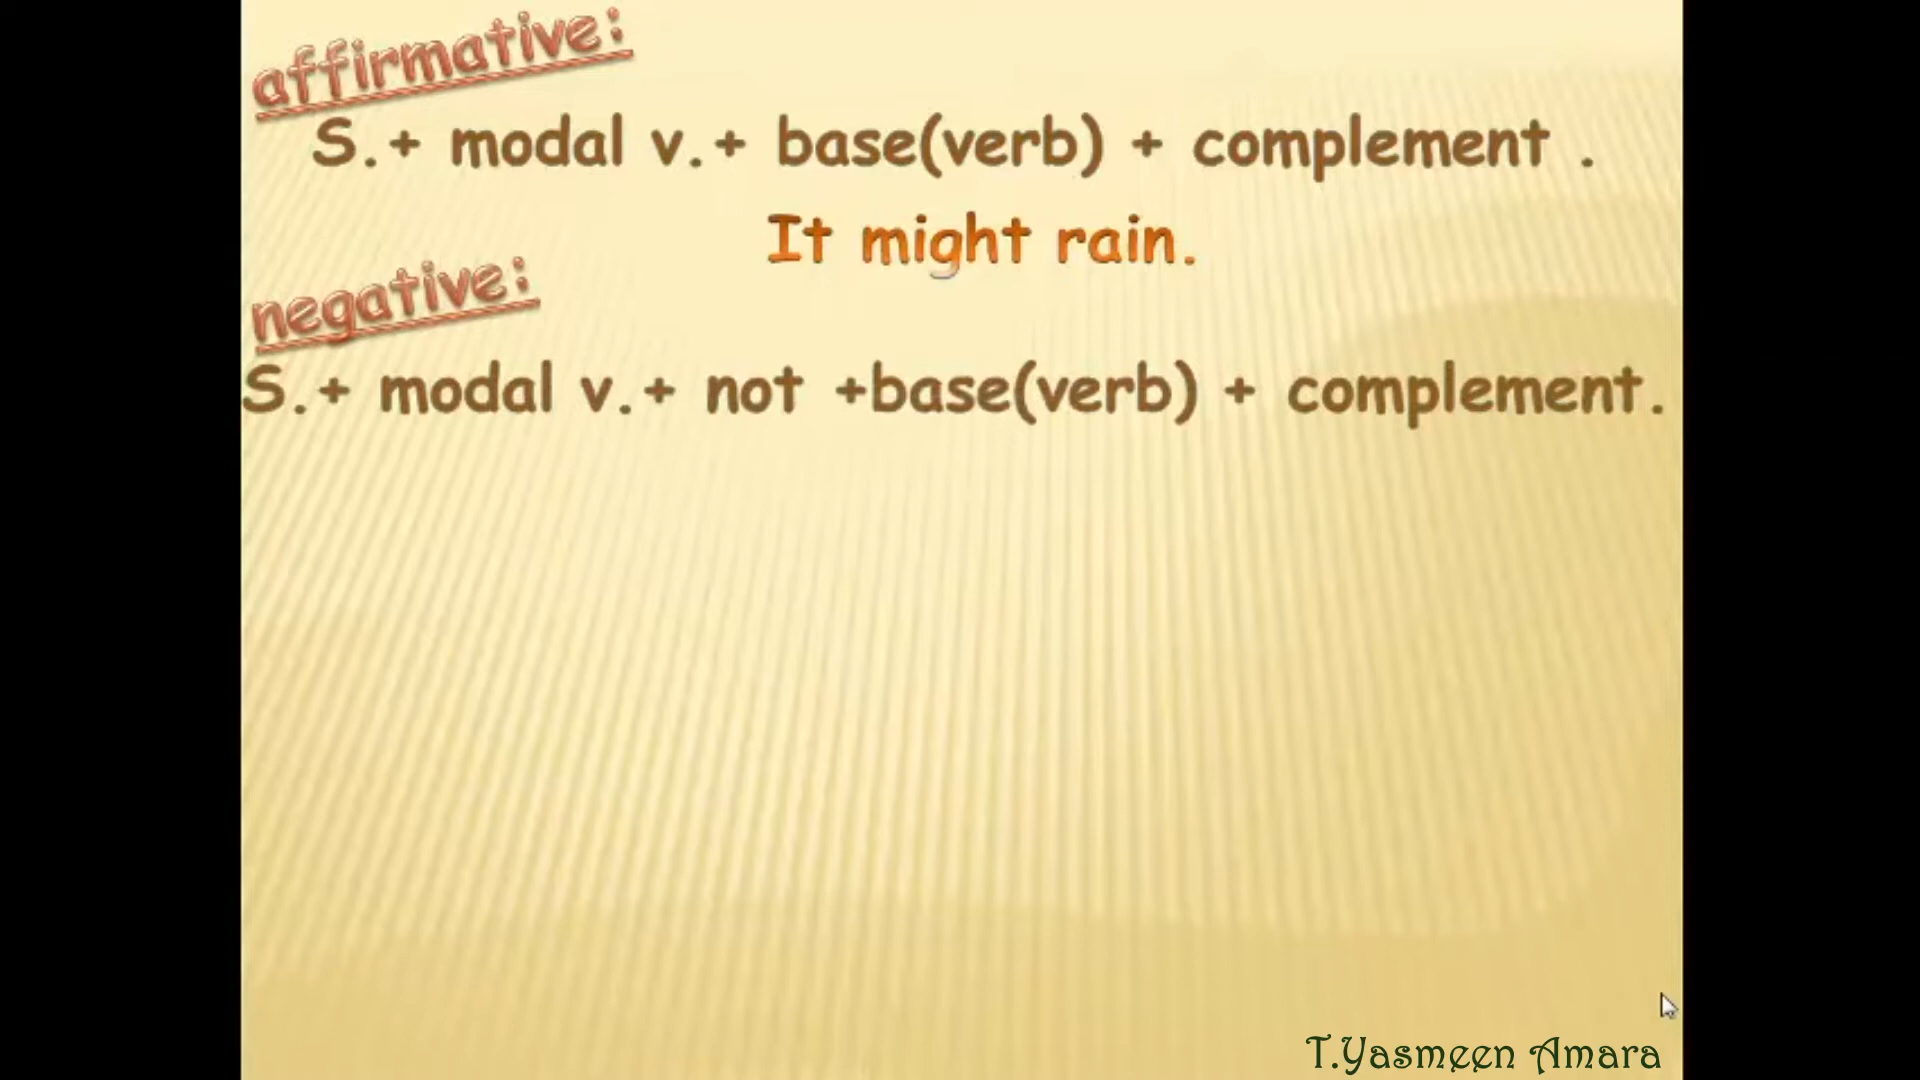 affirmative:
S.+ modal v.+ base(verb) + complement .
It might rain.
negative:
S.+ modal v.+ not +base(verb) + complement.
T.Yasmeen Amara